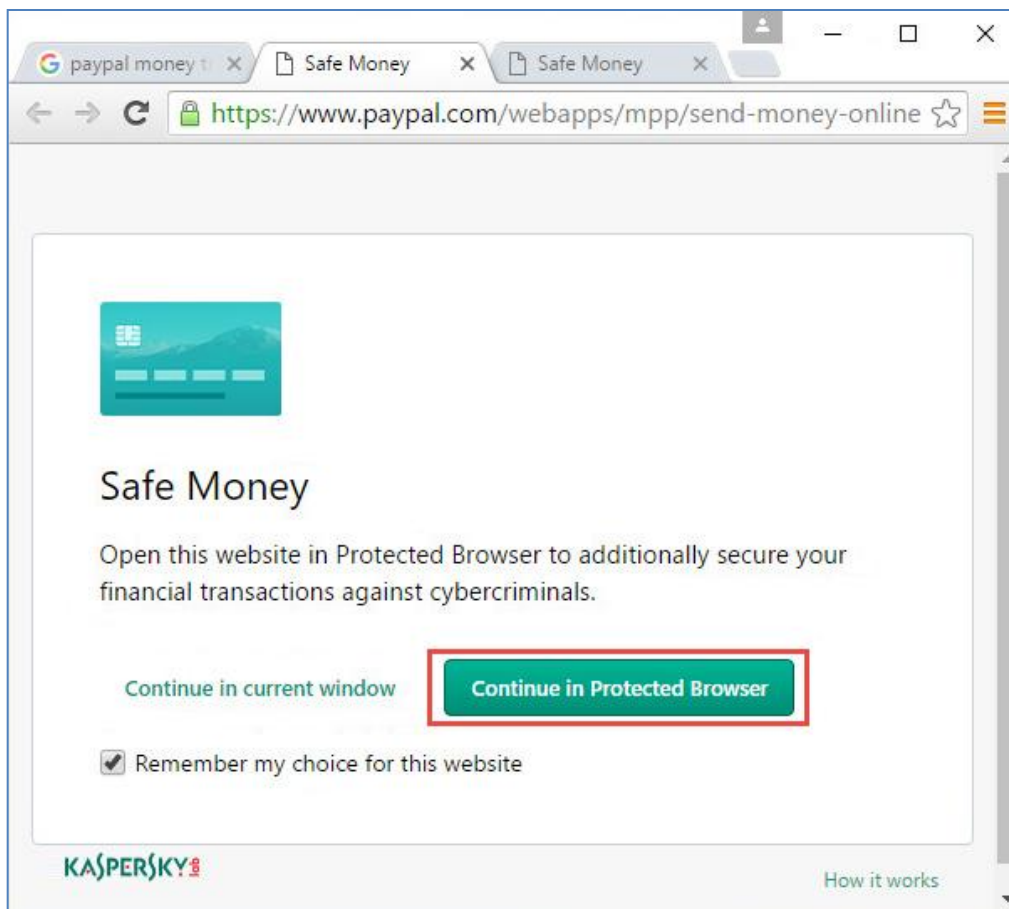 paypal money t
Safe Money
Safe Money
https://www.paypal.com/webapps/mpp/send-money-online
Safe Money
Open this website in Protected Browser to additionally secure your
financial transactions against cybercriminals.
Continue in current window
Continue in Protected Browser
Remember my choice for this website
KASPERSKY lab
How it works